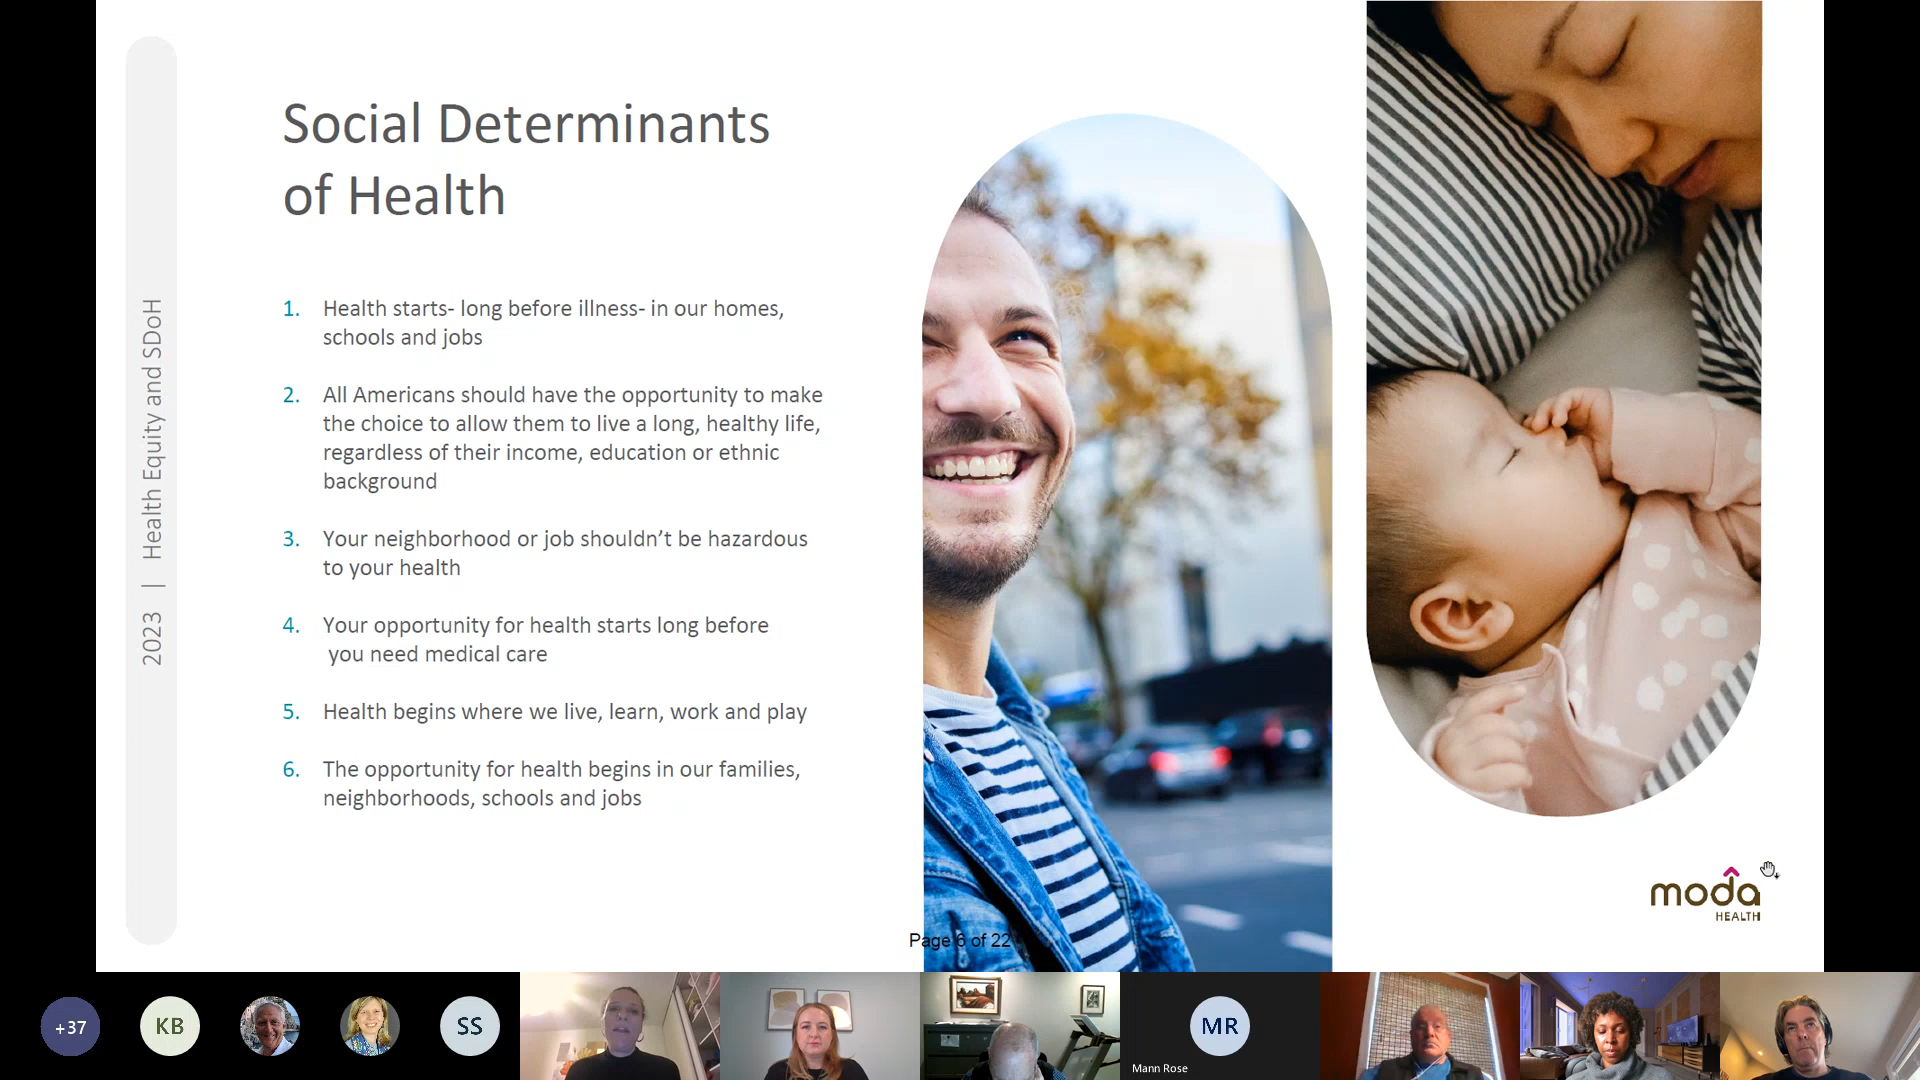 2023 | Health Equity and SDoH
Social Determinants
of Health
1. Health starts- long before illness- in our homes,
schools and jobs
2. All Americans should have the opportunity to make
the choice to allow them to live a long, healthy life,
regardless of their income, education or ethnic
background
3. Your neighborhood or job shouldn’t be hazardous
to your health
4. Your opportunity for health starts long before
you need medical care
5. Health begins where we live, learn, work and play
6. The opportunity for health begins in our families,
neighborhoods, schools and jobs
moda
HEALTH
Page 6 of 22
+37
KB
SS
MR
Mann Rose